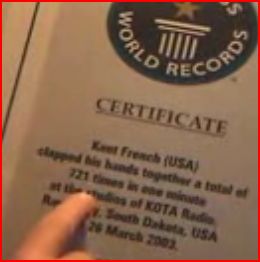 WORLD RECORDS
CERTIFICATE
Kent French (USA)
clapped his hands together a total of
721 times in one minute
at the studios of KOTA Radio,
South Dakota, USA
26 March 2003.